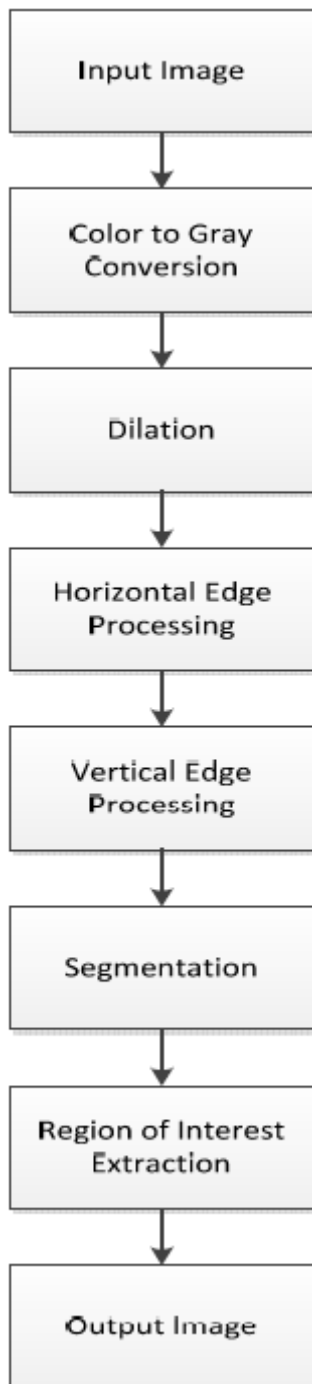 Input Image
Color to Gray
Conversion
Dilation
Horizontal Edge
Processing
Vertical Edge
Processing
Segmentation
Region of Interest
Extraction
Output Image